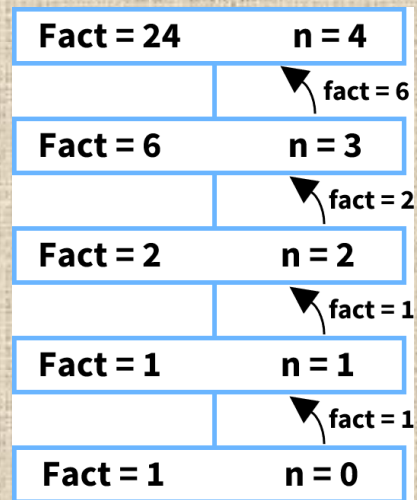 Fact = 24 n = 4
fact = 6
Fact = 6 n = 3
fact = 2
Fact = 2 n = 2
fact = 1
Fact = 1 n = 1
fact = 1
Fact = 1 n = 0